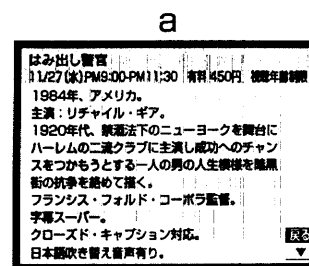 a
はみ出し警官
11/27(水)PM9:00-PM11:30 有料 450円 視聴年齢制限
1984年、アメリカ。
主演:リチャイル・ギア。
1920年代、禁酒法下のニューヨークを舞台に
ハーレムの二流クラブに主演し成功へのチャン
スをつかもうとする一人の男の人生模様を暗黒
街の抗争を絡めて描く。
フランシス・フォルド・コーポラ監督。
字幕スーパー。
クローズド・キャプション対応。
戻る
日本語吹き替え音声有り。
▼